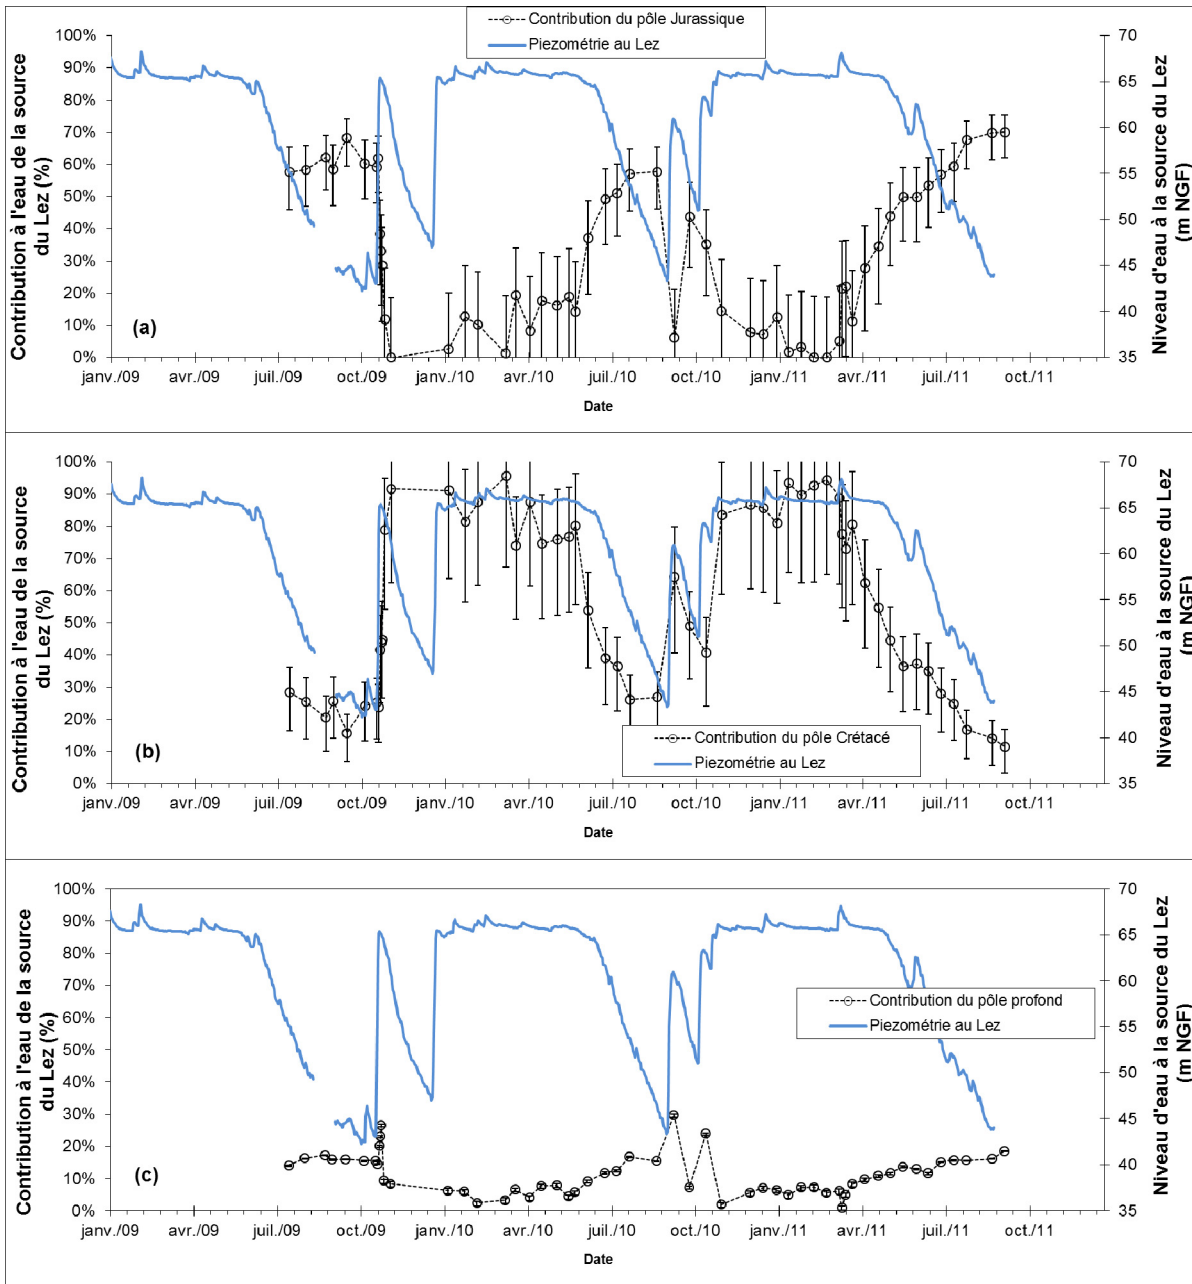 Contribution du pôle Jurassique
Piezométrie au Lez
Contribution à l'eau de la source
du Lez (%)
100%
90%
80%
70%
60%
50%
40%
30%
20%
10%
0%
(a)
70
65
60
55
50
45
40
35
Niveau d'eau à la source du Lez
(m NGF)
janv./09 avr./09 juil./09 oct./09 janv./10 avr./10 juil./10 oct./10 janv./11 avr./11 juil./11 oct./11
Date
Contribution à l'eau de la source
du Lez (%)
100%
90%
80%
70%
60%
50%
40%
30%
20%
10%
0%
(b)
Contribution du pôle Crétacé
Piezométrie au Lez
70
65
60
55
50
45
40
35
Niveau d'eau à la source du Lez
(m NGF)
janv./09 avr./09 juil./09 oct./09 janv./10 avr./10 juil./10 oct./10 janv./11 avr./11 juil./11 oct./11
Date
Contribution à l'eau de la source
du Lez (%)
100%
90%
80%
70%
60%
50%
40%
30%
20%
10%
0%
(c)
Contribution du pôle profond
Piezométrie au Lez
70
65
60
55
50
45
40
35
Niveau d'eau à la source du Lez
(m NGF)
janv./09 avr./09 juil./09 oct./09 janv./10 avr./10 juil./10 oct./10 janv./11 avr./11 juil./11 oct./11
Date